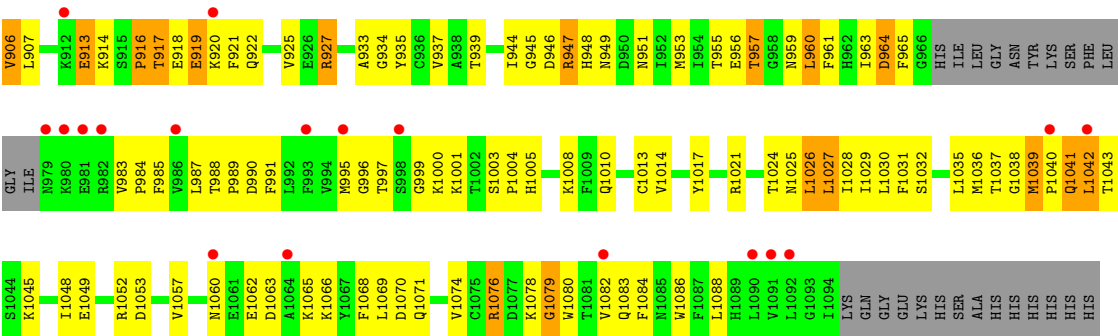 V906 L907 K912 E913 K914 S915 P916 T917 E918 E919 K920 F921 Q922 V925 E926 R927 A933 G934 Y935 C936 V937 A938 T939 I944 G945 D946 R947 H948 N949 D950 N951 I952 M953 I954 T955 E956 T957 G958 N959 L960 F961 H962 I963 D964 F965 G966 HIS ILE LEU GLY ASN TYR LYS SER PHE LEU
GLY ILE N979 K980 E981 R982 V983 P984 F985 V986 L987 T988 P989 D990 F991 L992 F993 V994 M995 G996 T997 S998 G999 K1000 K1001 T1002 S1003 P1004 H1005 K1008 F1009 Q1010 C1013 V1014 Y1017 R1021 T1024 N1025 L1026 L1027 I1028 I1029 L1030 F1031 S1032 L1035 M1036 T1037 G1038 M1039 P1040 Q1041 L1042 T1043
S1044 K1045 I1048 E1049 R1052 D1053 V1057 N1060 E1061 E1062 D1063 A1064 K1065 K1066 Y1067 F1068 L1069 D1070 Q1071 V1074 C1075 R1076 D1077 K1078 G1079 W1080 T1081 V1082 Q1083 F1084 N1085 W1086 F1087 L1088 H1089 L1090 V1091 L1092 G1093 I1094 LYS GLN GLY GLU LYS HIS SER ALA HIS HIS HIS HIS HIS HIS